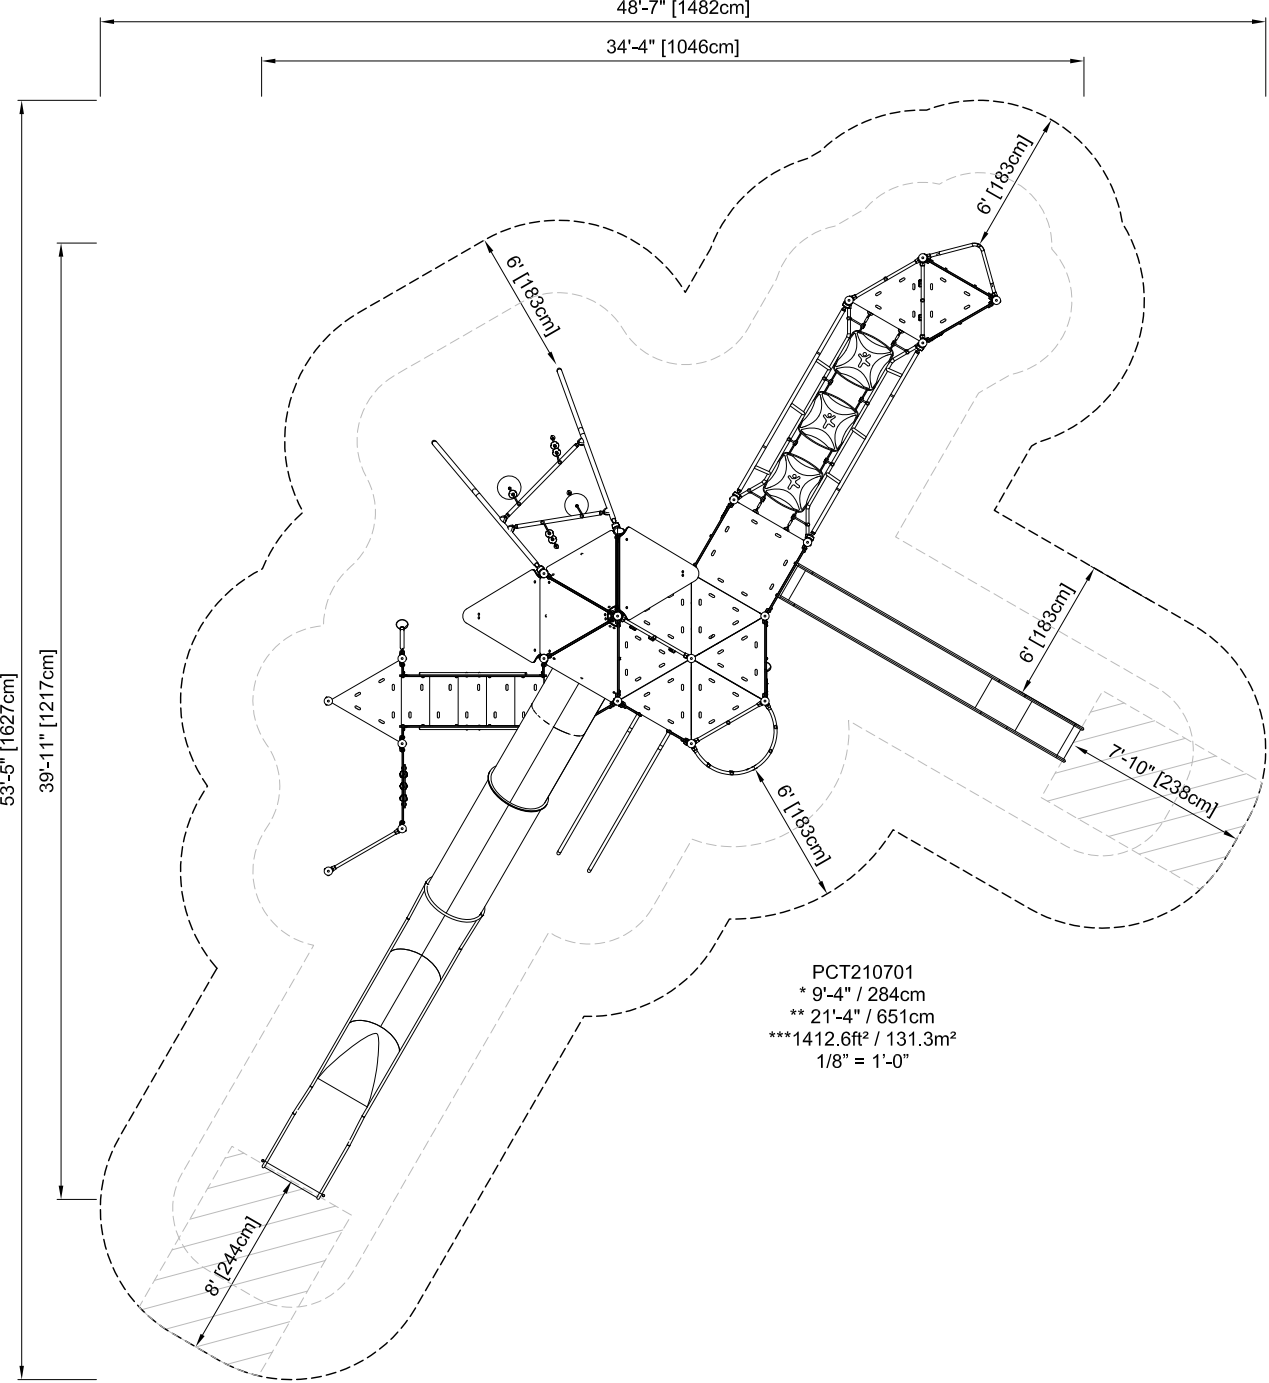 48'-7" [1482cm]
34'-4" [1046cm]
6' [183cm]
6' [183cm]
53'-5" [1627cm]
39'-11" [1217cm]
6' [183cm]
7'-10" [238cm]
6' [183cm]
PCT210701
* 9'-4" / 284cm
** 21'-4" / 651cm
***1412.6ft² / 131.3m²
1/8” = 1’-0”
8' [244cm]